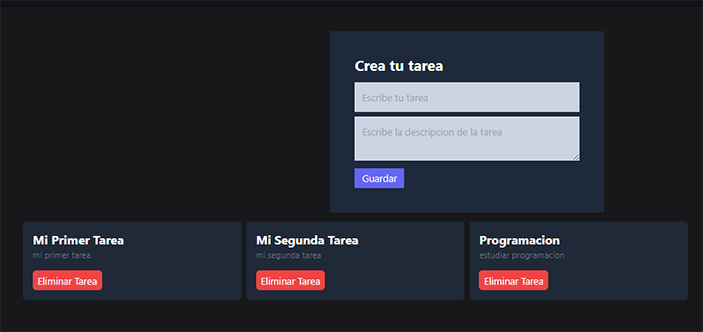 Crea tu tarea
Escribe tu tarea
Escribe la descripcion de la tarea
Guardar
Mi Primer Tarea
mi primer tarea
Eliminar Tarea
Mi Segunda Tarea
mi segunda tarea
Eliminar Tarea
Programacion
estudiar programacion
Eliminar Tarea